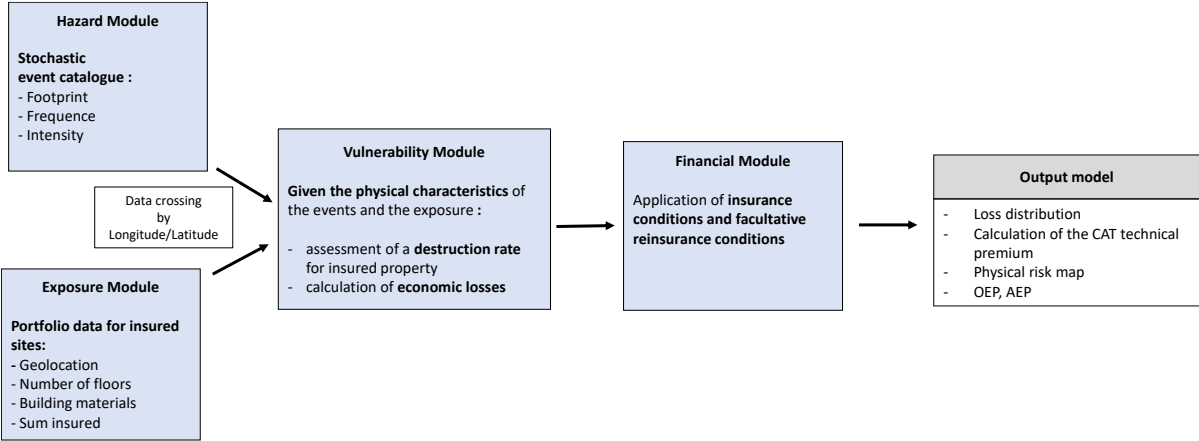 Hazard Module
Stochastic
event catalogue :
- Footprint
- Frequence
- Intensity
Data crossing
by
Longitude/Latitude
Exposure Module
Portfolio data for insured
sites:
- Geolocation
- Number of floors
- Building materials
- Sum insured
Vulnerability Module
Given the physical characteristics of
the events and the exposure :
- assessment of a destruction rate
for insured property
- calculation of economic losses
Financial Module
Application of insurance
conditions and facultative
reinsurance conditions
Output model
- Loss distribution
- Calculation of the CAT technical
premium
- Physical risk map
- OEP, AEP